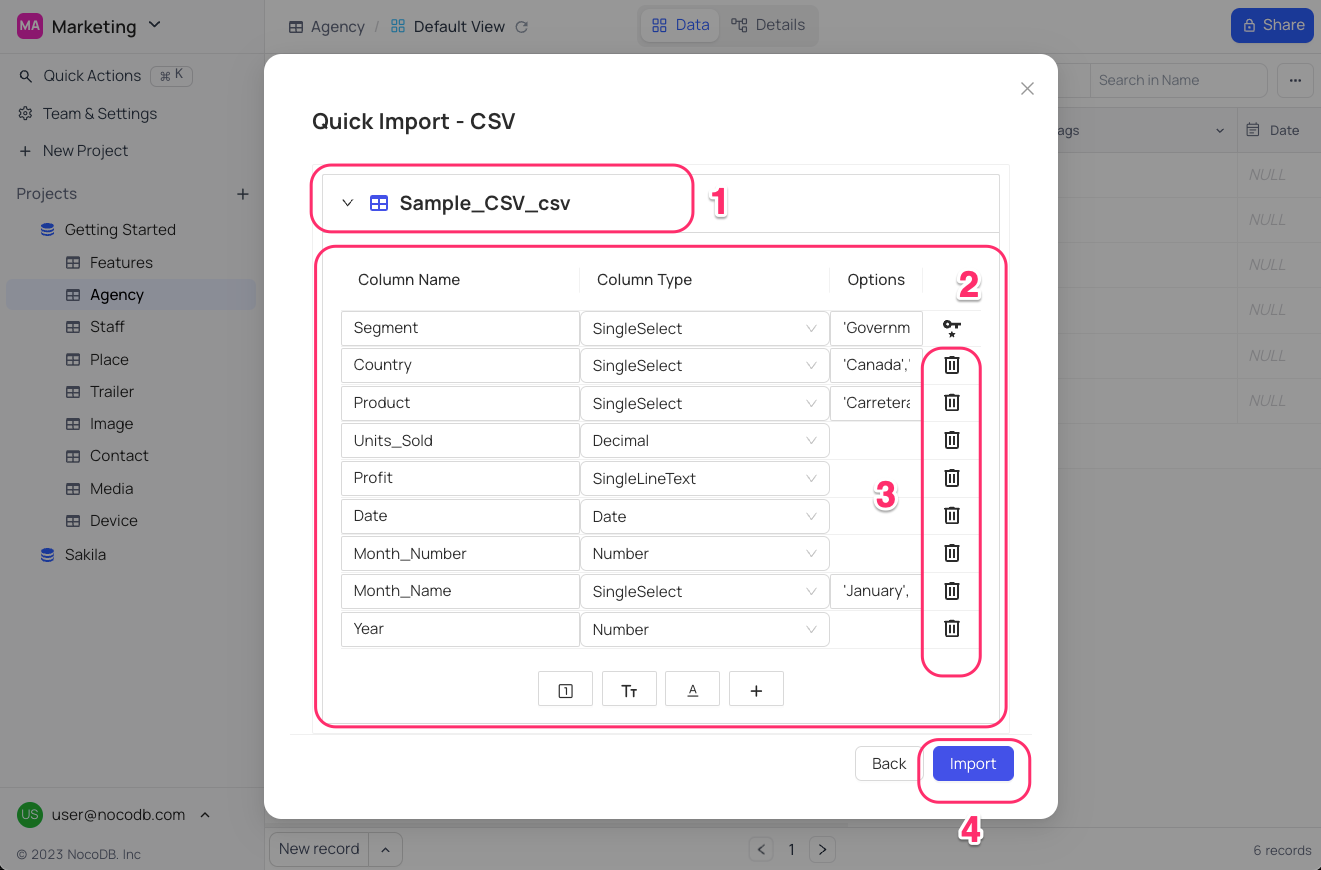 MA Marketing
Agency / Default View
Data
Details
Share
Quick Actions ⌘ K
Team & Settings
New Project
Projects
Getting Started
Features
Agency
Staff
Place
Trailer
Image
Contact
Media
Device
Sakila
US user@nocodb.com
© 2023 NocoDB. Inc
Search in Name
ags
Date
NULL
NULL
NULL
NULL
NULL
NULL
Quick Import - CSV
Sample_CSV_csv
1
Column Name Column Type Options
2
Segment SingleSelect 'Governm
Country SingleSelect 'Canada','
Product SingleSelect 'Carretera
Units_Sold Decimal
Profit SingleLineText
3
Date Date
Month_Number Number
Month_Name SingleSelect 'January',
Year Number
1 TT A +
Back Import
4
New record
1
6 records